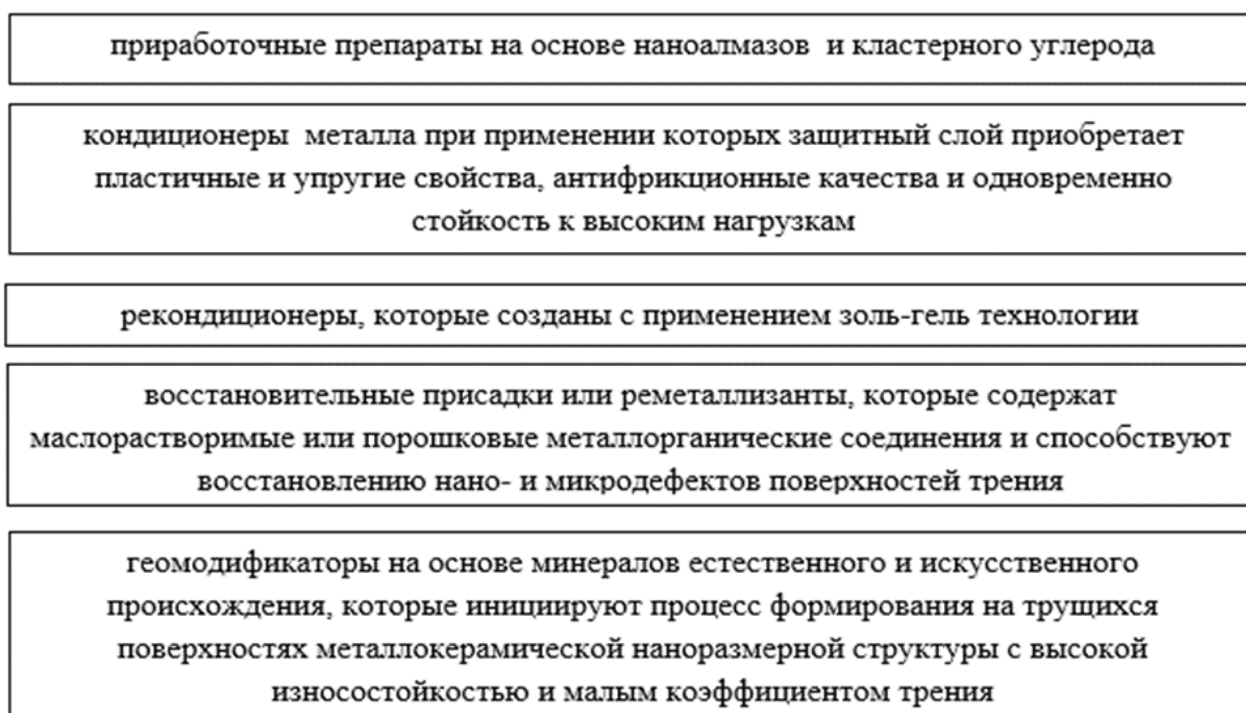 приработочные препараты на основе наноалмазов и кластерного углерода
кондиционеры металла при применении которых защитный слой приобретает
пластичные и упругие свойства, антифрикционные качества и одновременно
стойкость к высоким нагрузкам
рекондиционеры, которые созданы с применением золь-гель технологии
восстановительные присадки или реметаллизанты, которые содержат
маслорастворимые или порошковые металлорганические соединения и способствуют
восстановлению нано- и микродефектов поверхностей трения
геомодификаторы на основе минералов естественного и искусственного
происхождения, которые инициируют процесс формирования на трущихся
поверхностях металлокерамической наноразмерной структуры с высокой
износостойкостью и малым коэффициентом трения